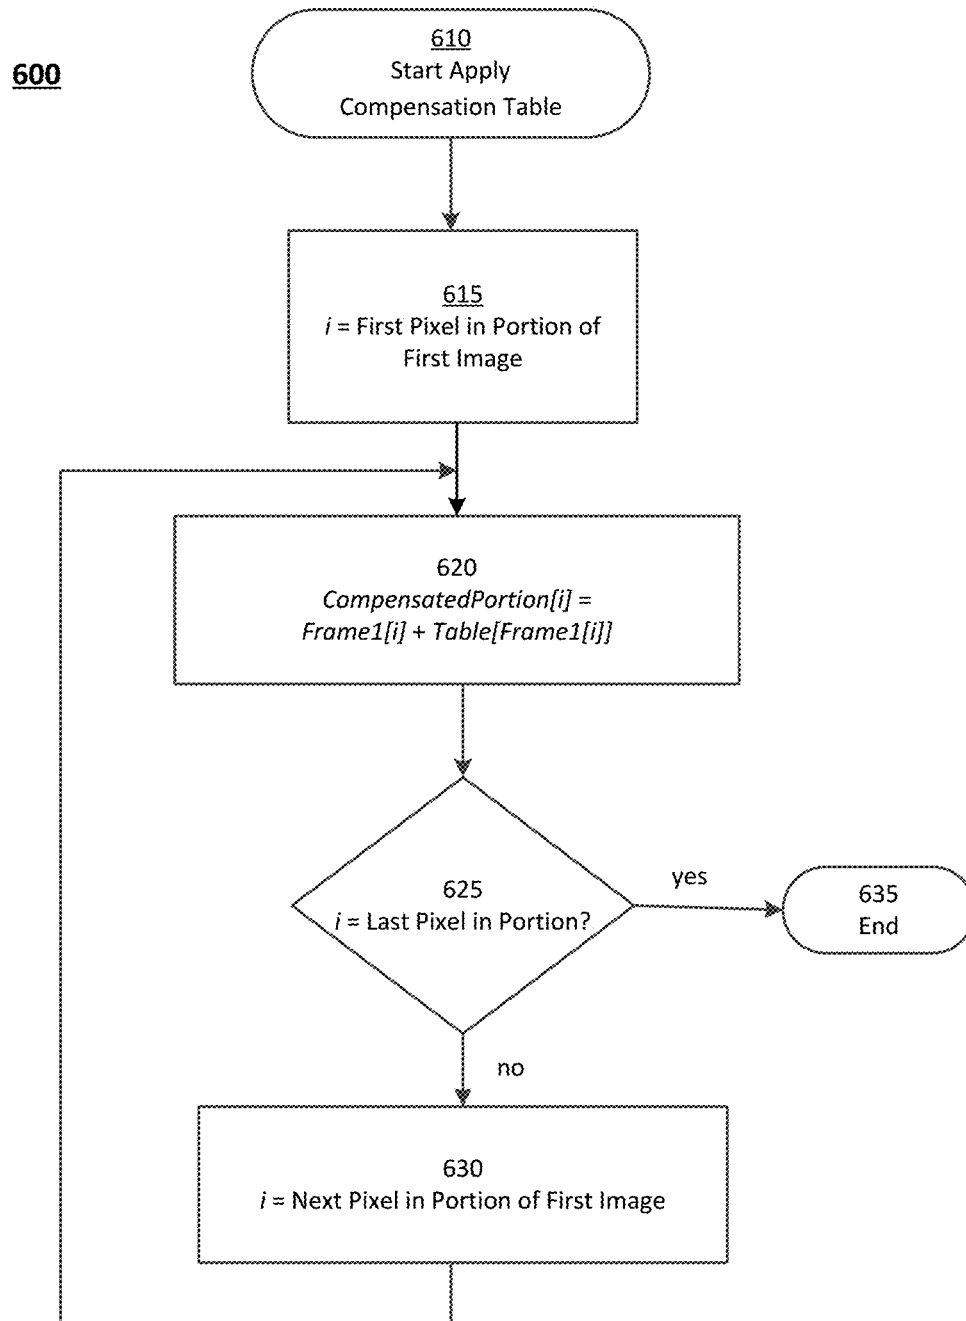 600
610
Start Apply
Compensation Table
615
i = First Pixel in Portion of
First Image
620
CompensatedPortion[i] =
Frame1[i] + Table[Frame1[i]]
625
i = Last Pixel in Portion?
yes
635
End
no
630
i = Next Pixel in Portion of First Image